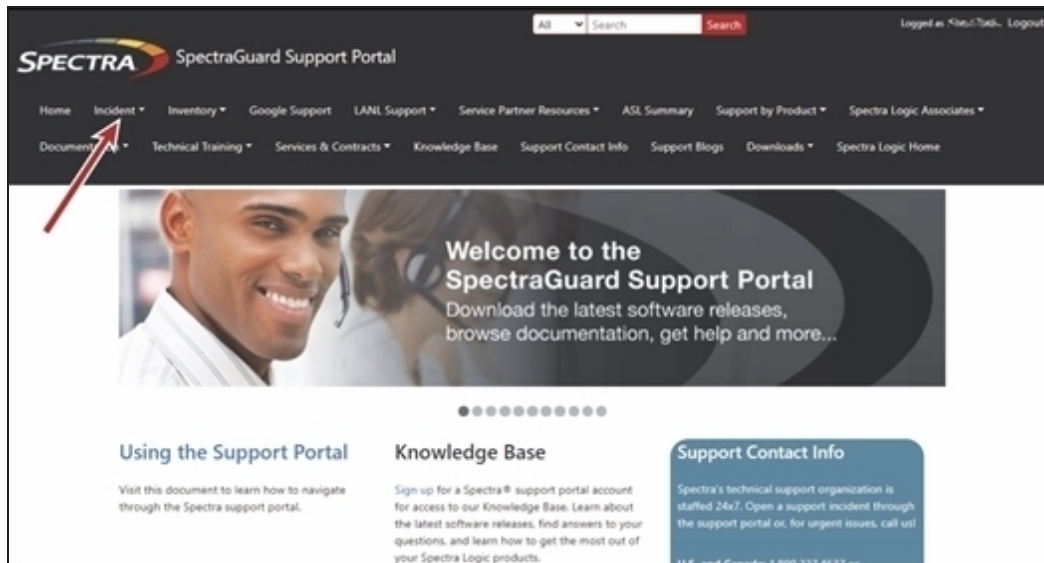 All Search Search Logged as Logout
SPECTRA SpectraGuard Support Portal
Home Incident Inventory Google Support LANL Support Service Partner Resources ASL Summary Support by Product Spectra Logic Associates
Technical Training Services & Contracts Knowledge Base Support Contact Info Support Blogs Downloads Spectra Logic Home
Welcome to the
SpectraGuard Support Portal
Download the latest software releases,
browse documentation, get help and more...
Using the Support Portal
Visit this document to learn how to navigate
through the Spectra support portal.
Knowledge Base
Sign up for a Spectra® support portal account
for access to our Knowledge Base. Learn about
the latest software releases, find answers to your
questions, and learn how to get the most out of
your Spectra Logic products.
Support Contact Info
Spectra's technical support organization is
staffed 24x7. Open a support incident through
the support portal or, for urgent issues, call us!